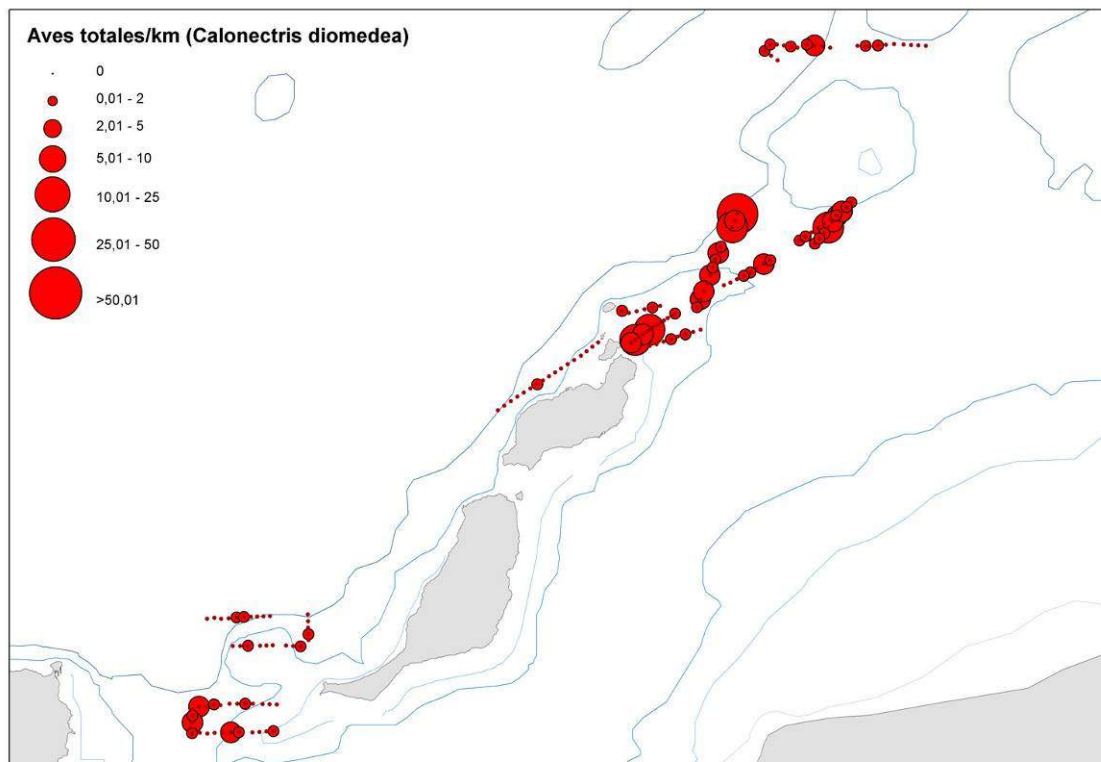 Aves totales/km (Calonectris diomedea)
0
0,01 - 2
2,01 - 5
5,01 - 10
10,01 - 25
25,01 - 50
>50,01